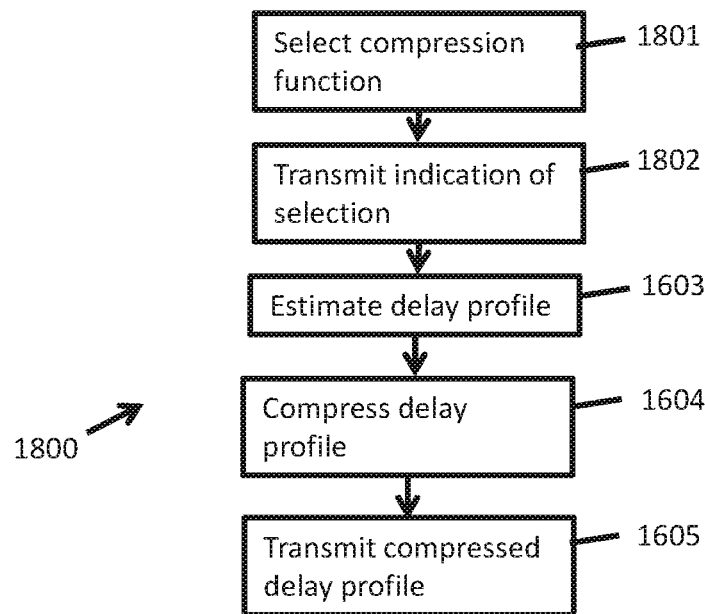 Select compression
function
1801
Transmit indication of
selection
1802
Estimate delay profile
1603
Compress delay
profile
1604
1800
Transmit compressed
delay profile
1605